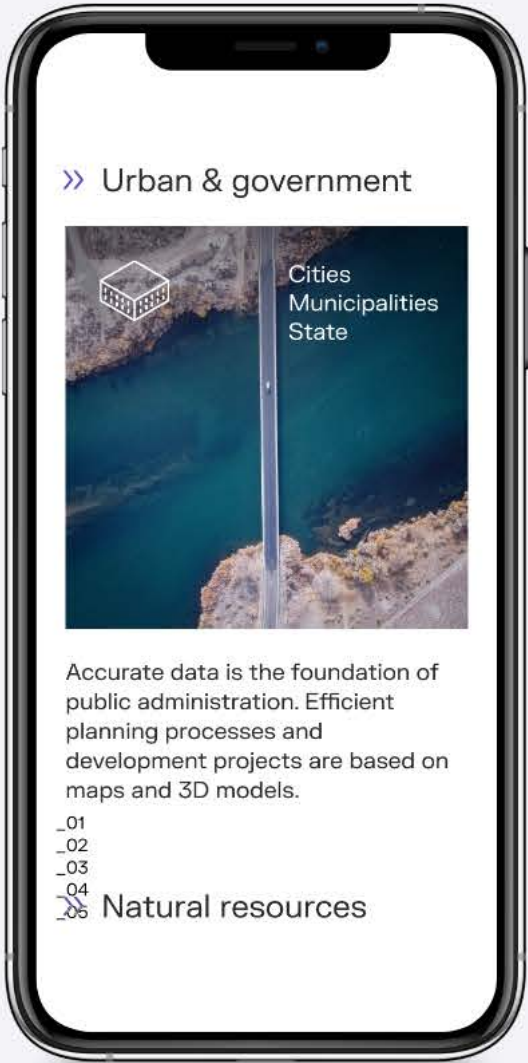 Urban & government
Cities
Municipalities
State
Accurate data is the foundation of
public administration. Efficient
planning processes and
development projects are based on
maps and 3D models.
_01
_02
_03
_04
_05
Natural resources